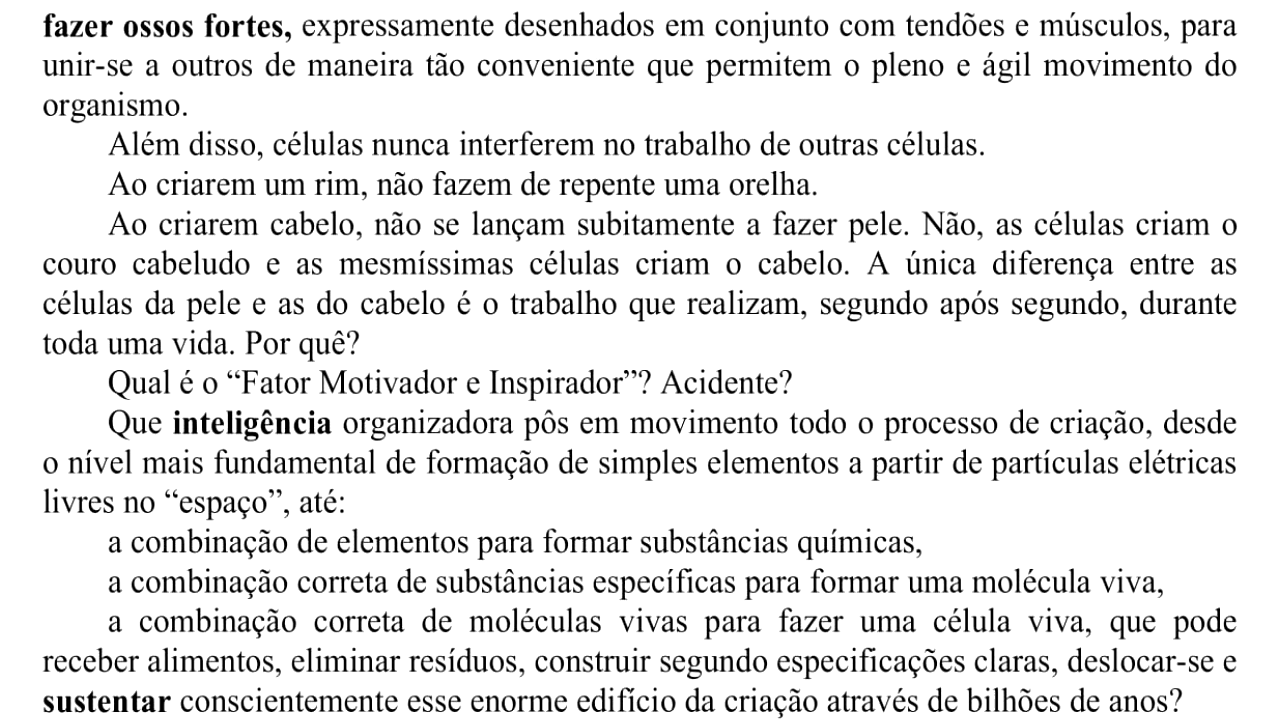 fazer ossos fortes, expressamente desenhados em conjunto com tendões e músculos, para
unir-se a outros de maneira tão conveniente que permitem o pleno e ágil movimento do
organismo.
Além disso, células nunca interferem no trabalho de outras células.
Ao criarem um rim, não fazem de repente uma orelha.
Ao criarem cabelo, não se lançam subitamente a fazer pele. Não, as células criam o
couro cabeludo e as mesmíssimas células criam o cabelo. A única diferença entre as
células da pele e as do cabelo é o trabalho que realizam, segundo após segundo, durante
toda uma vida. Por quê?
Qual é o “Fator Motivador e Inspirador”? Acidente?
Que inteligência organizadora pôs em movimento todo o processo de criação, desde
o nível mais fundamental de formação de simples elementos a partir de partículas elétricas
livres no “espaço”, até:
a combinação de elementos para formar substâncias químicas,
a combinação correta de substâncias específicas para formar uma molécula viva,
a combinação correta de moléculas vivas para fazer uma célula viva, que pode
receber alimentos, eliminar resíduos, construir segundo especificações claras, deslocar-se e
sustentar conscientemente esse enorme edifício da criação através de bilhões de anos?